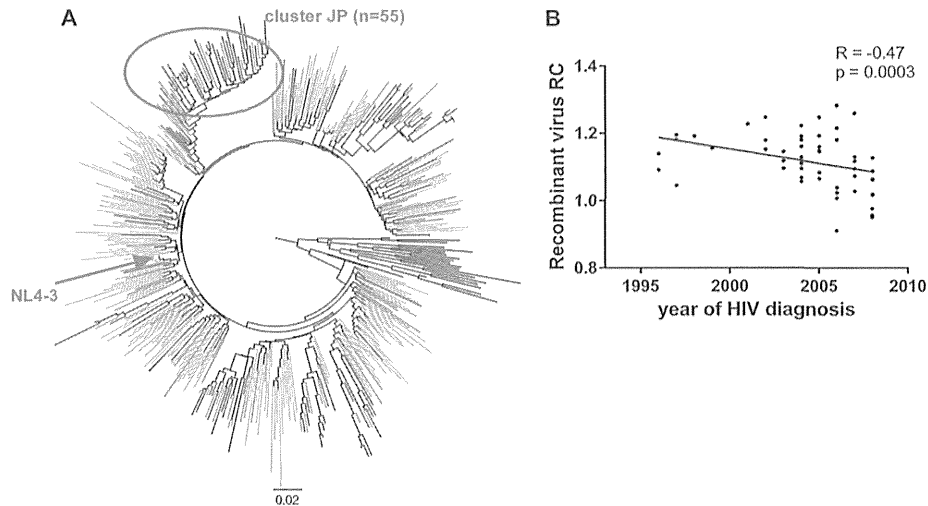 A
cluster JP (n=55)
NL4-3
0.02
B
R = -0.47
p = 0.0003
Recombinant virus RC
1.4
1.2
1.0
0.8
1995 2000 2005 2010
year of HIV diagnosis